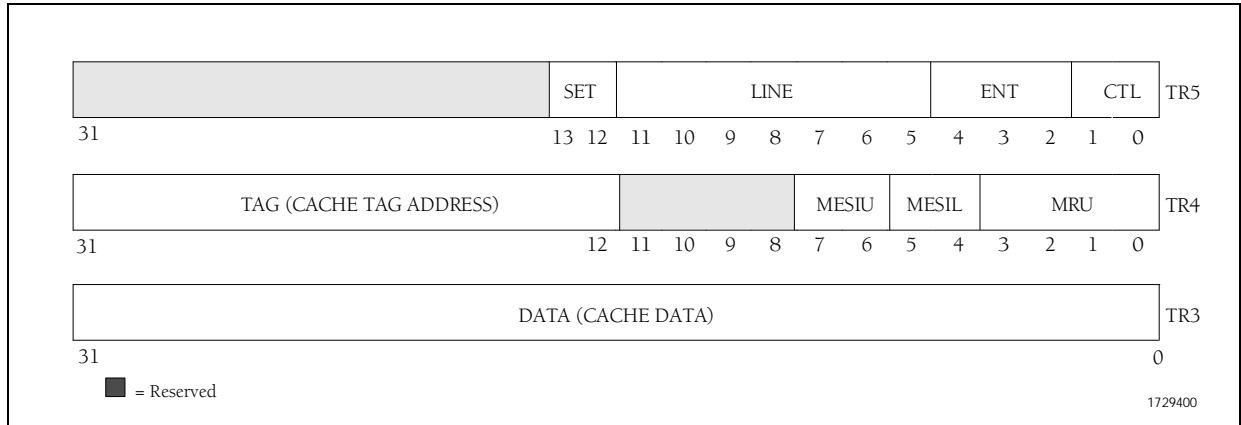 SET LINE ENT CTL TR5
31 13 12 11 10 9 8 7 6 5 4 3 2 1 0
TAG (CACHE TAG ADDRESS) MESIU MESIL MRU TR4
31 12 11 10 9 8 7 6 5 4 3 2 1 0
DATA (CACHE DATA) TR3
31 0
= Reserved
1729400